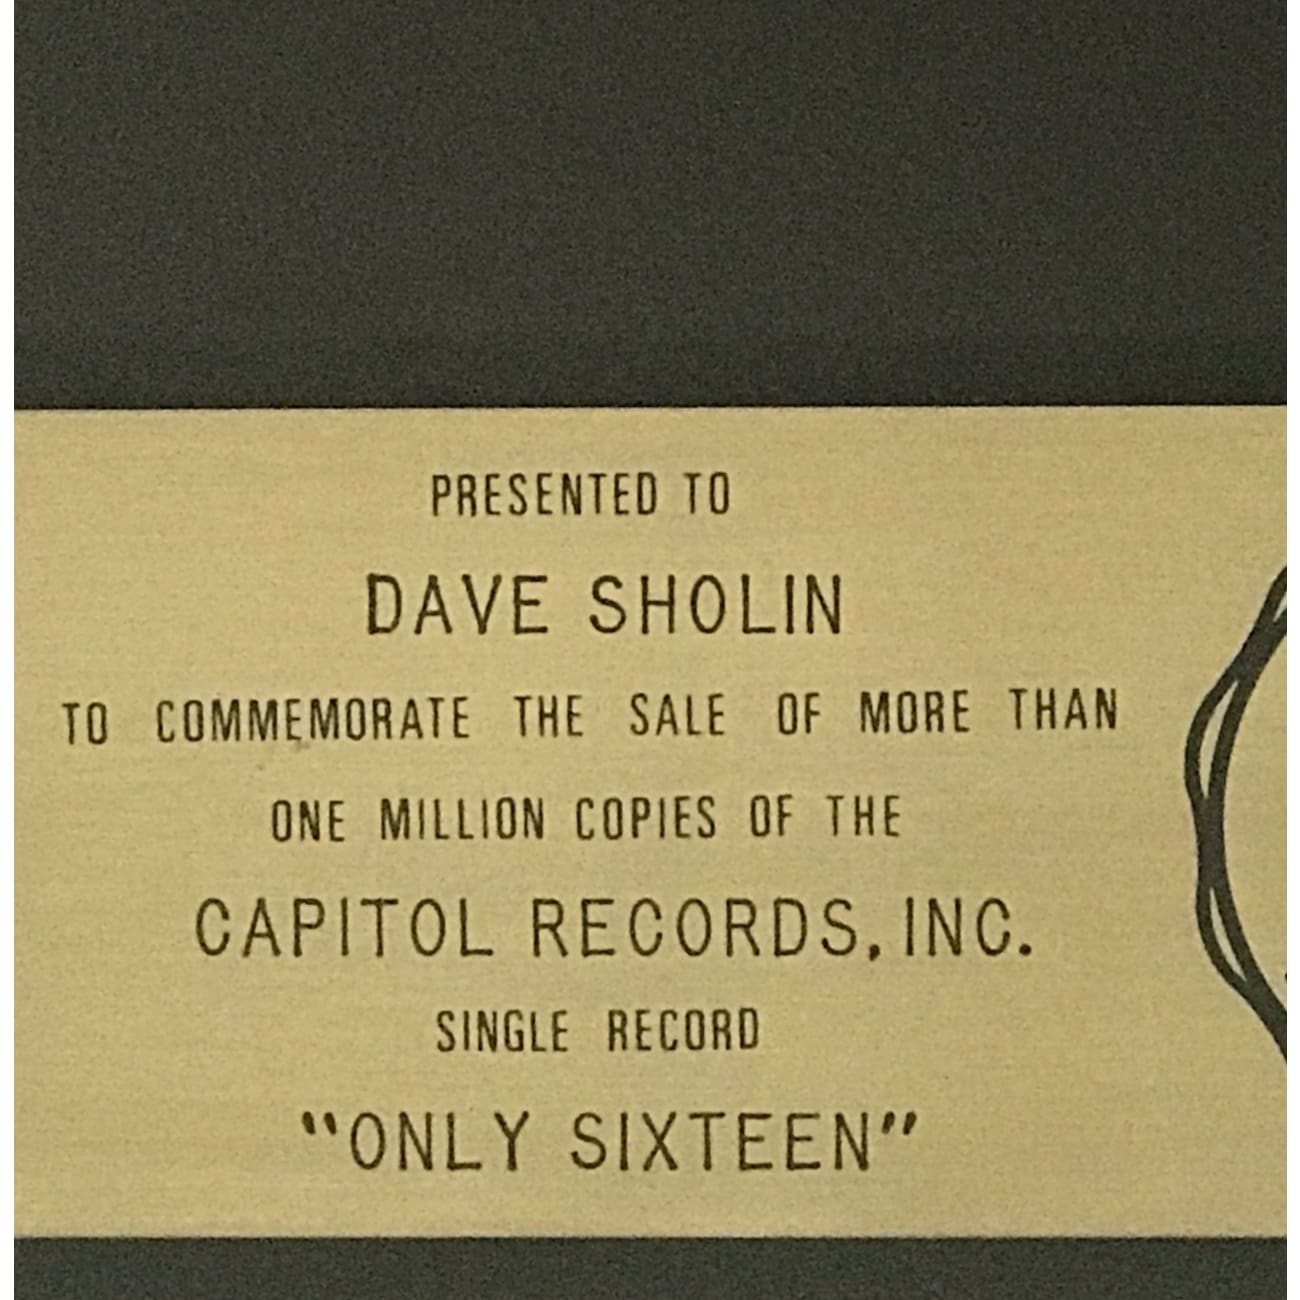 PRESENTED TO
DAVE SHOLIN
TO COMMEMORATE THE SALE OF MORE THAN
ONE MILLION COPIES OF THE
CAPITOL RECORDS, INC.
SINGLE RECORD
"ONLY SIXTEEN"